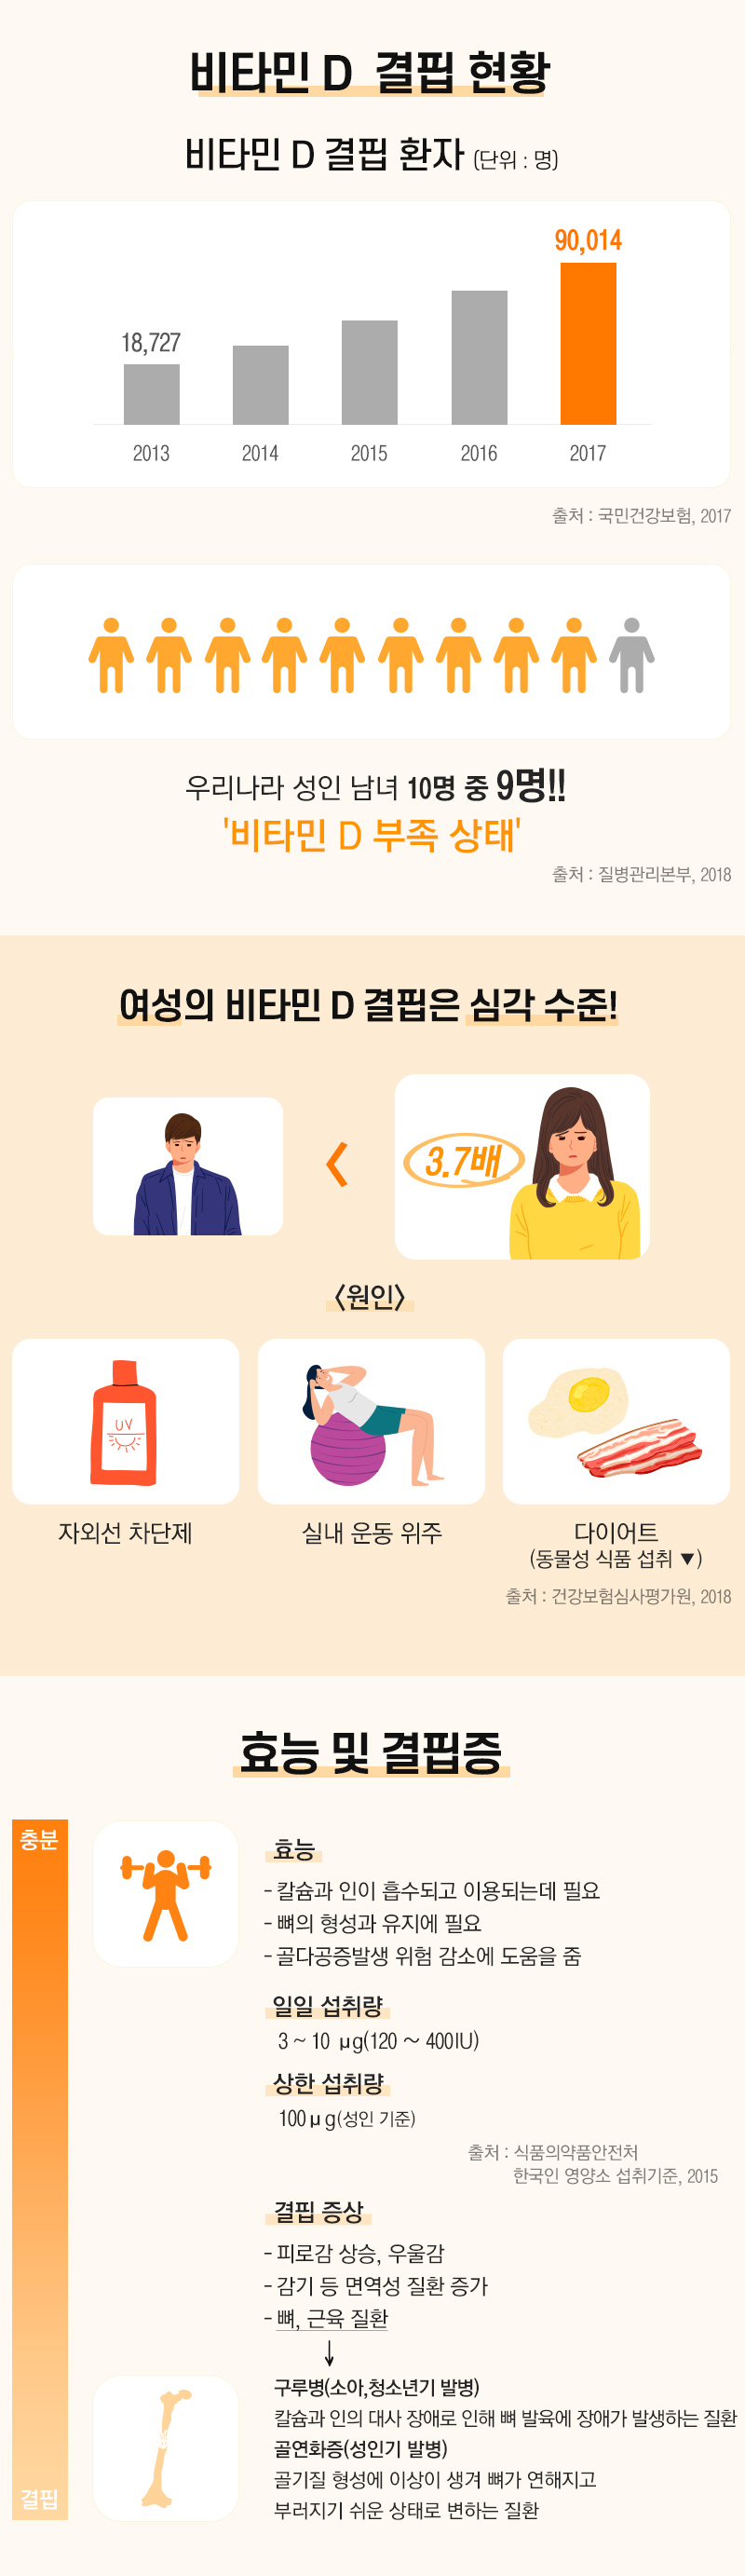 비타민 D 결핍 현황
비타민 D 결핍 환자 (단위 : 명)
90,014
18,727
2013 2014 2015 2016 2017
출처 : 국민건강보험, 2017
우리나라 성인 남녀 10명 중 9명!!
'비타민 D 부족 상태'
출처 : 질병관리본부, 2018
여성의 비타민 D 결핍은 심각 수준!
3.7배
<원인>
UV
자외선 차단제
실내 운동 위주
다이어트
(동물성 식품 섭취 ▼)
출처 : 건강보험심사평가원, 2018
효능 및 결핍증
충분
효능
- 칼슘과 인이 흡수되고 이용되는데 필요
- 뼈의 형성과 유지에 필요
- 골다공증발생 위험 감소에 도움을 줌
일일 섭취량
3 ~ 10 μg(120 ~ 400IU)
상한 섭취량
100μg(성인 기준)
출처 : 식품의약품안전처
한국인 영양소 섭취기준, 2015
결핍 증상
- 피로감 상승, 우울감
- 감기 등 면역성 질환 증가
- 뼈, 근육 질환
↓
구루병(소아,청소년기 발병)
칼슘과 인의 대사 장애로 인해 뼈 발육에 장애가 발생하는 질환
골연화증(성인기 발병)
골기질 형성에 이상이 생겨 뼈가 연해지고
부러지기 쉬운 상태로 변하는 질환
결핍